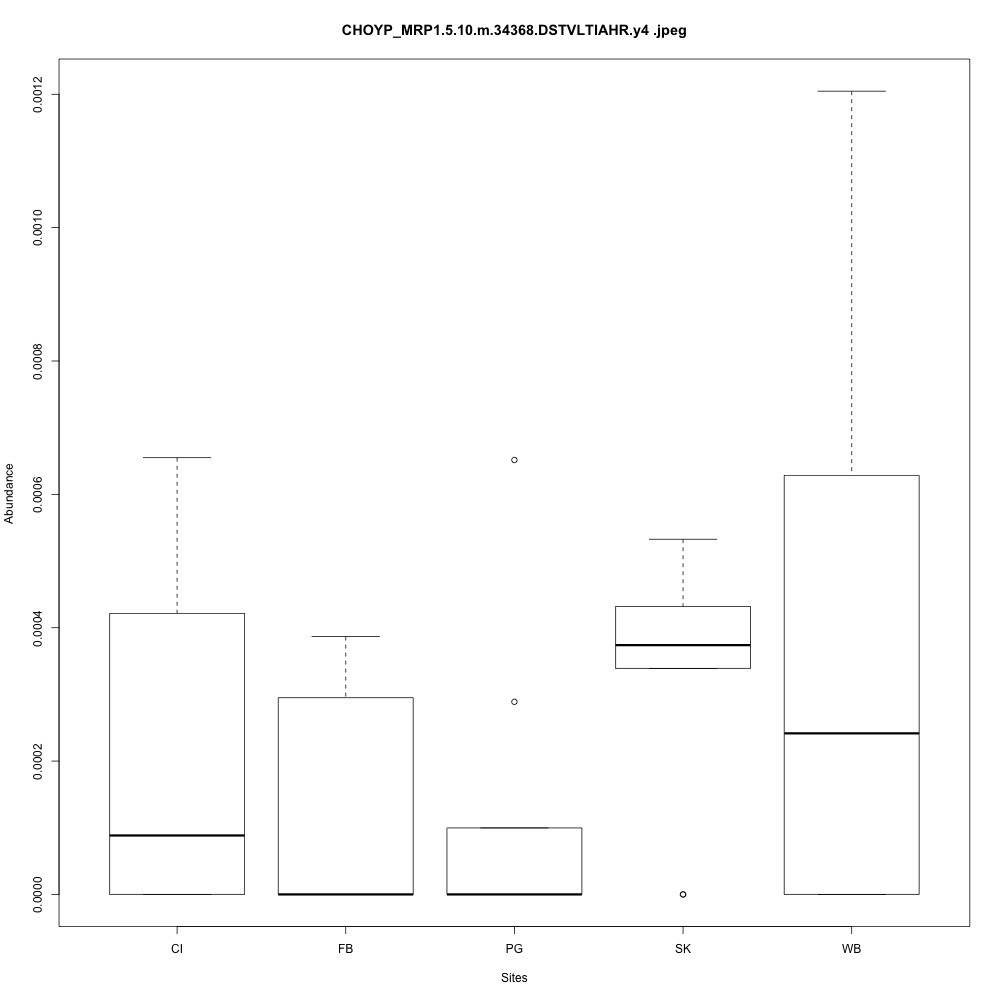 CHOYP_MRP1.5.10.m.34368.DSTVLTIAHR.y4 .jpeg
0.0012
0.0010
0.0008
0.0006
0.0004
0.0002
0.0000
Abundance
CI FB PG SK WB
Sites